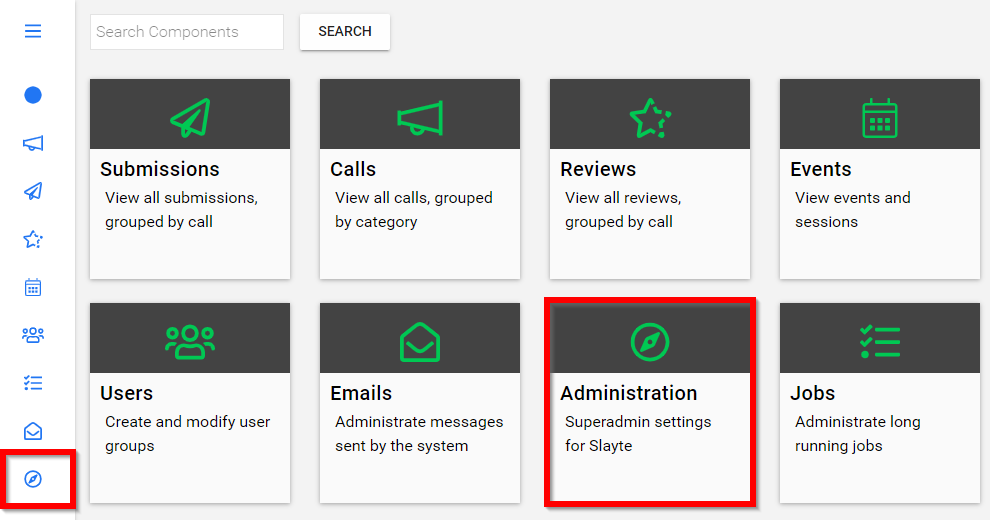 Search Components
SEARCH
Submissions
View all submissions,
grouped by call
Calls
View all calls, grouped
by category
Reviews
View all reviews,
grouped by call
Events
View events and
sessions
Users
Create and modify user
groups
Emails
Administrate messages
sent by the system
Administration
Superadmin settings
for Slayte
Jobs
Administrate long
running jobs